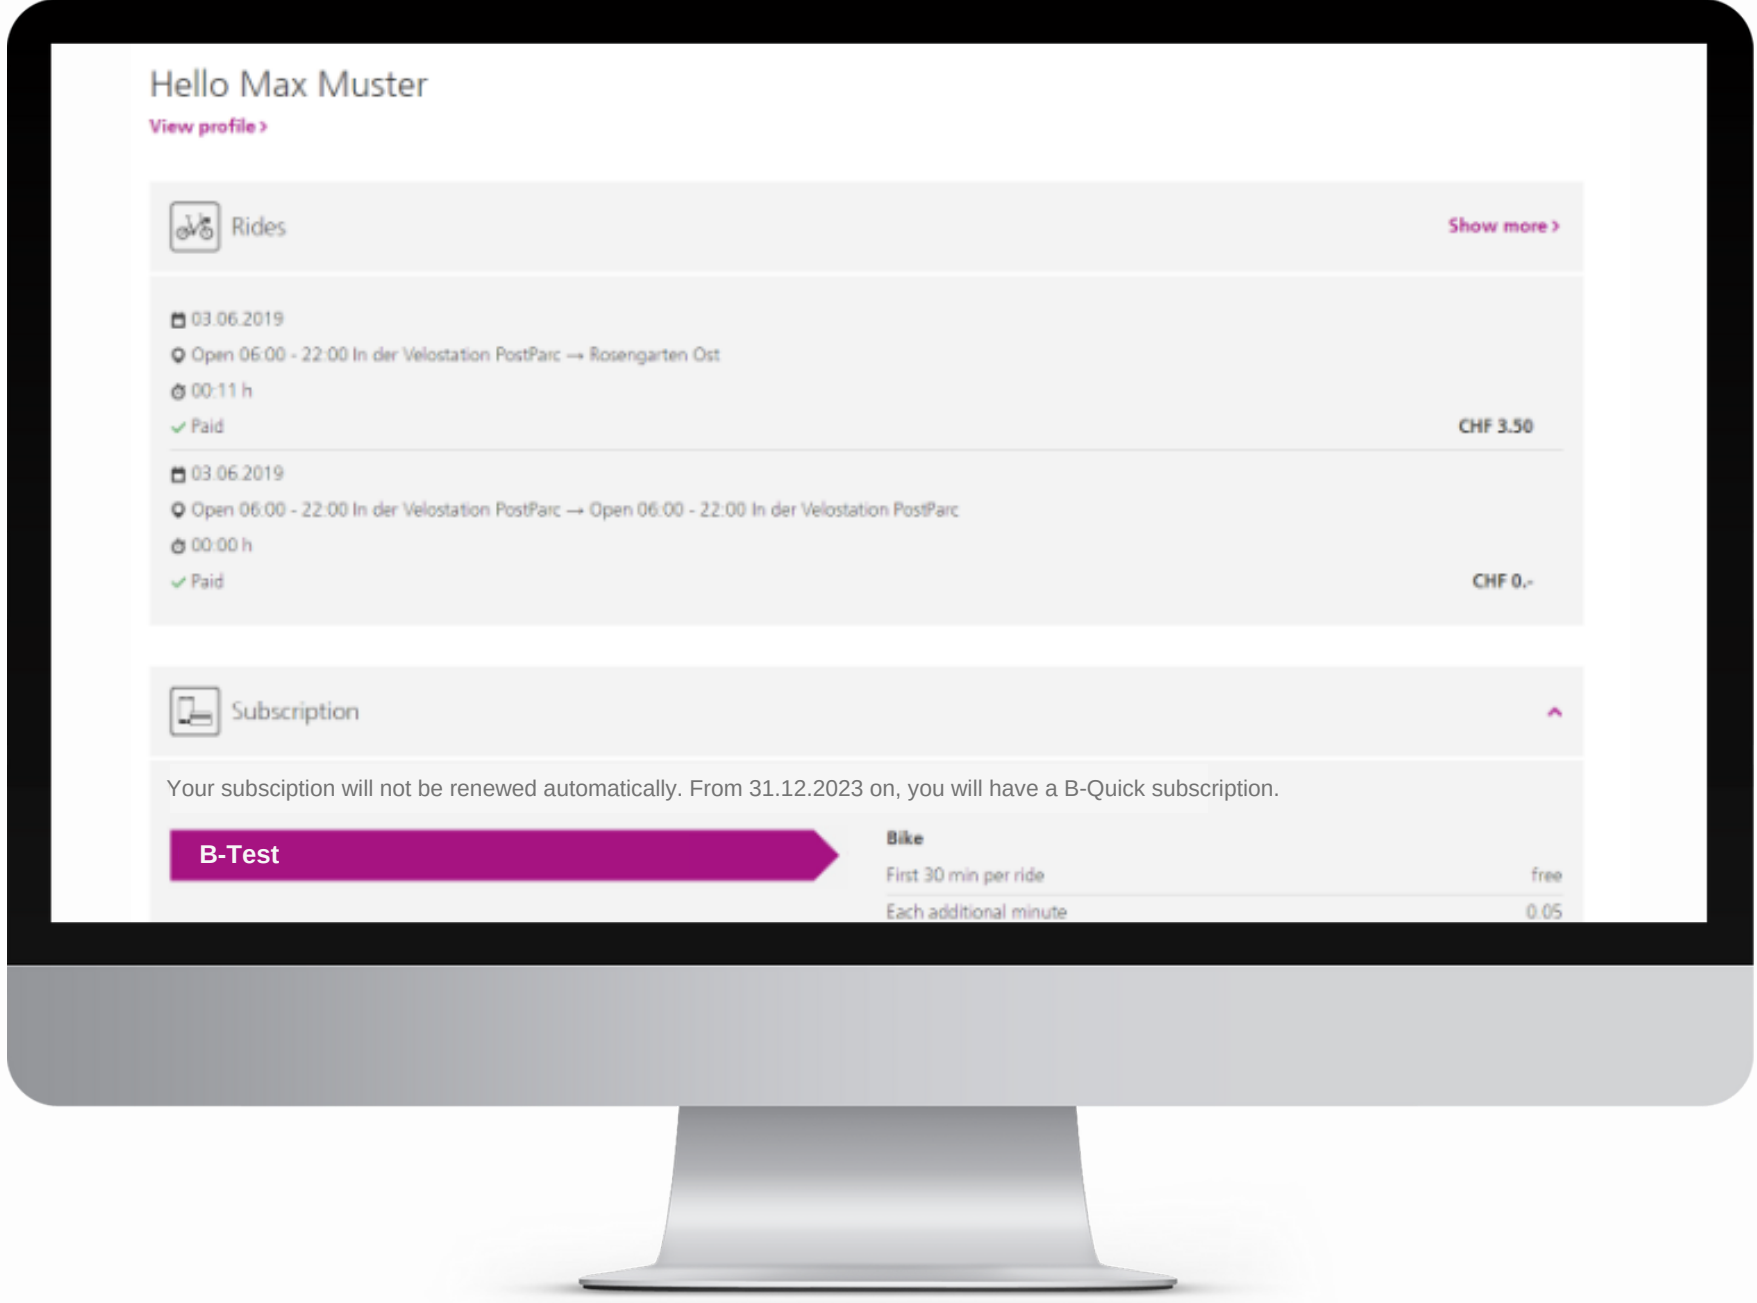 Hello Max Muster
View profile >
Rides
Show more >
03.06.2019
Open 06:00 - 22:00 In der Velostation PostParc → Rosengarten Ost
00:11 h
Paid
CHF 3.50
03.06.2019
Open 06:00 - 22:00 In der Velostation PostParc → Open 06:00 - 22:00 In der Velostation PostParc
00:00 h
Paid
CHF 0.-
Subscription
Your subsciption will not be renewed automatically. From 31.12.2023 on, you will have a B-Quick subscription.
B-Test
Bike
First 30 min per ride free
Each additional minute 0.05